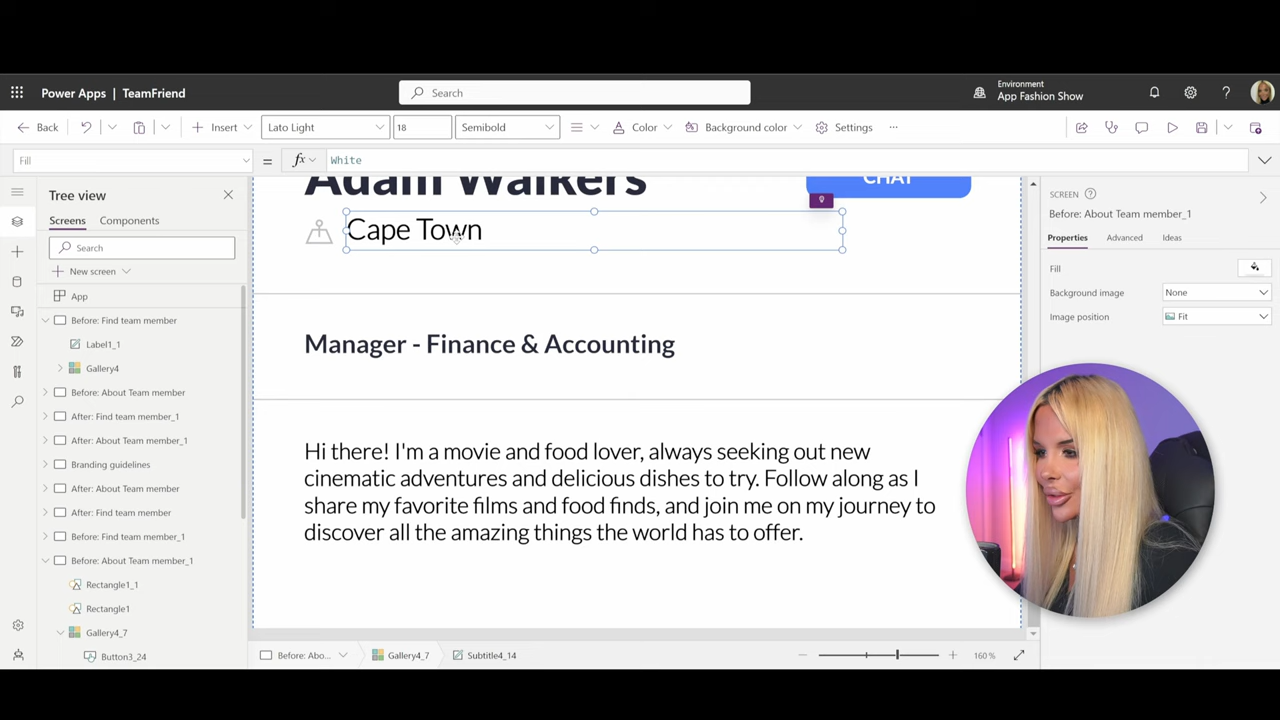 Power Apps | TeamFriend
Search
Environment
App Fashion Show
Back
Insert
Lato Light
18
Semibold
Color
Background color
Settings
Fill
=
fx
White
Tree view
Screens
Components
Search
New screen
App
Before: Find team member
Label1_1
Gallery4
Before: About Team member
After: Find team member_1
After: About Team member_1
Branding guidelines
After: About Team member
After: Find team member
Before: Find team member_1
Before: About Team member_1
Rectangle1_1
Rectangle1
Gallery4_7
Button3_24
Adam Walkers
CHAT
Cape Town
Manager - Finance & Accounting
Hi there! I'm a movie and food lover, always seeking out new
cinematic adventures and delicious dishes to try. Follow along as I
share my favorite films and food finds, and join me on my journey to
discover all the amazing things the world has to offer.
Before: Abo...
Gallery4_7
Subtitle4_14
160 %
SCREEN
Before: About Team member_1
Properties
Advanced
Ideas
Fill
Background image
None
Image position
Fit